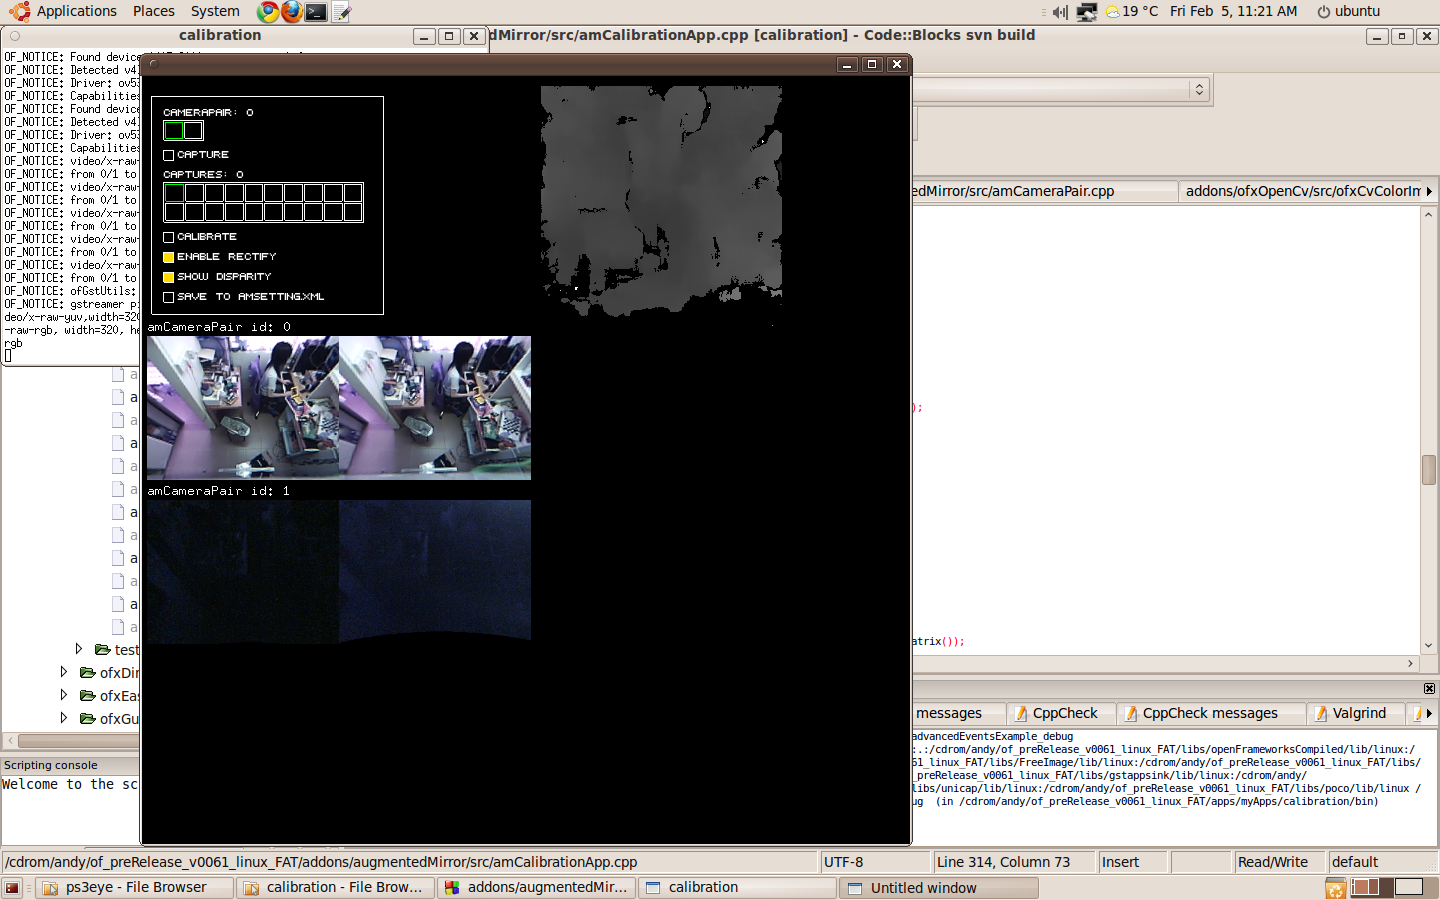 Applications Places System
19 °C Fri Feb 5, 11:21 AM ubuntu
calibration
dMirror/src/amCalibrationApp.cpp [calibration] - Code::Blocks svn build
OF_NOTICE: Found device
OF_NOTICE: Detected v4
OF_NOTICE: Driver: ov53
OF_NOTICE: Capabilities
OF_NOTICE: Found device
OF_NOTICE: Detected v4
OF_NOTICE: Driver: ov53
OF_NOTICE: Capabilities
OF_NOTICE: video/x-raw-
OF_NOTICE: from 0/1 to
OF_NOTICE: video/x-raw-
OF_NOTICE: from 0/1 to
OF_NOTICE: video/x-raw-
OF_NOTICE: from 0/1 to
OF_NOTICE: video/x-raw-
OF_NOTICE: from 0/1 to
OF_NOTICE: video/x-raw-
OF_NOTICE: from 0/1 to
OF_NOTICE: ofGstUtils:
OF_NOTICE: gstreamer pi
deo/x-raw-yuv,width=320
-raw-rgb, width=320, he
rgb
CAMERAPAIR: 0
CAPTURE
CAPTURES: 0
CALIBRATE
ENABLE RECTIFY
SHOW DISPARITY
SAVE TO AMSETTING.XML
amCameraPair id: 0
amCameraPair id: 1
edMirror/src/amCameraPair.cpp addons/ofxOpenCv/src/ofxCvColorIm
);
atrix());
a
a
a
a
a
a
a
a
a
a
a
a
test
ofxDir
ofxEas
ofxGu
Scripting console
Welcome to the sc
messages CppCheck CppCheck messages Valgrind
advancedEventsExample_debug
:.:/cdrom/andy/of_preRelease_v0061_linux_FAT/libs/openFrameworksCompiled/lib/linux:/
61_linux_FAT/libs/FreeImage/lib/linux:/cdrom/andy/of_preRelease_v0061_linux_FAT/libs/
_preRelease_v0061_linux_FAT/libs/gstappsink/lib/linux:/cdrom/andy/
libs/unicap/lib/linux:/cdrom/andy/of_preRelease_v0061_linux_FAT/libs/poco/lib/linux /
ug (in /cdrom/andy/of_preRelease_v0061_linux_FAT/apps/myApps/calibration/bin)
/cdrom/andy/of_preRelease_v0061_linux_FAT/addons/augmentedMirror/src/amCalibrationApp.cpp UTF-8 Line 314, Column 73 Insert Read/Write default
ps3eye - File Browser calibration - File Brow... addons/augmentedMir... calibration Untitled window